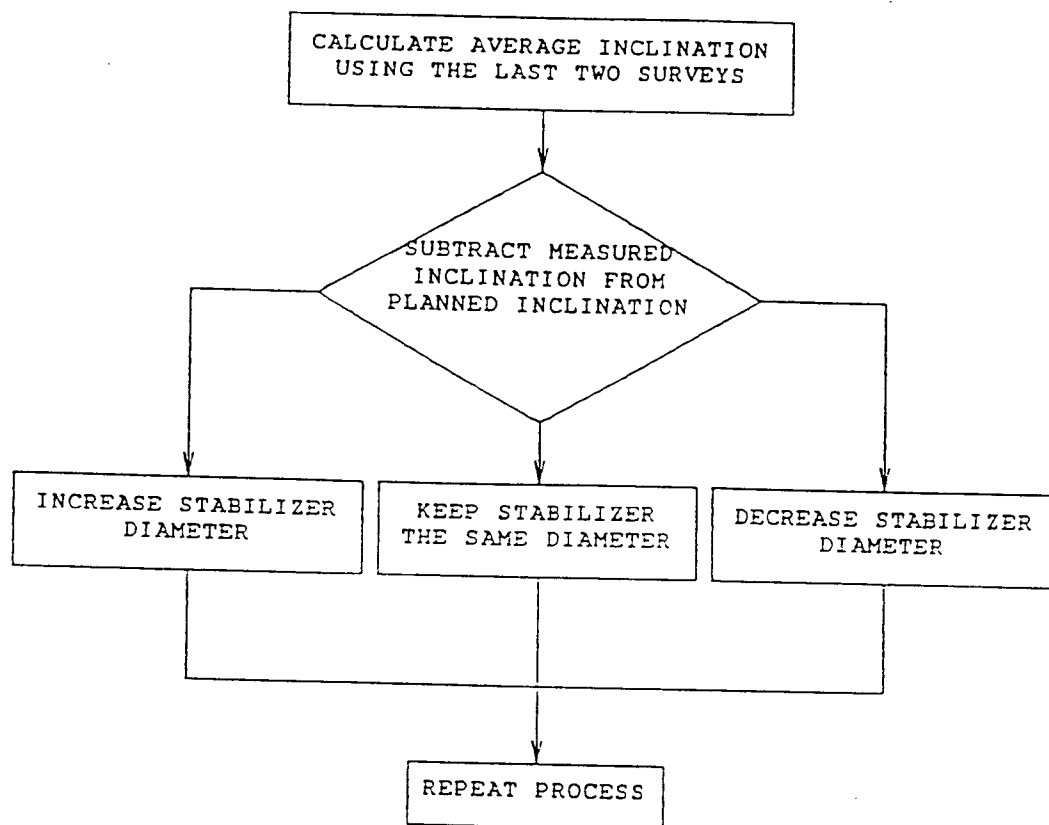 CALCULATE AVERAGE INCLINATION
USING THE LAST TWO SURVEYS
SUBTRACT MEASURED
INCLINATION FROM
PLANNED INCLINATION
INCREASE STABILIZER
DIAMETER
KEEP STABILIZER
THE SAME DIAMETER
DECREASE STABILIZER
DIAMETER
REPEAT PROCESS